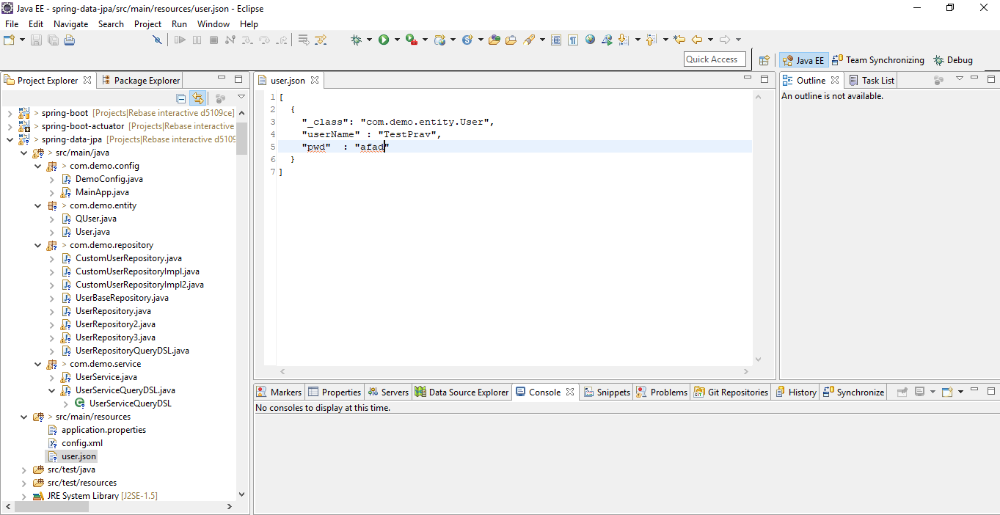 Java EE - spring-data-jpa/src/main/resources/user.json - Eclipse
File Edit Navigate Search Project Run Window Help
Quick Access
Java EE Team Synchronizing Debug
Project Explorer Package Explorer
> spring-boot [Projects|Rebase interactive d5109ce]
> spring-boot-actuator [Projects|Rebase interactive
> spring-data-jpa [Projects|Rebase interactive d5109
> src/main/java
> com.demo.config
DemoConfig.java
MainApp.java
> com.demo.entity
QUser.java
User.java
> com.demo.repository
CustomUserRepository.java
CustomUserRepositoryImpl.java
CustomUserRepositoryImpl2.java
UserBaseRepository.java
UserRepository.java
UserRepository2.java
UserRepository3.java
UserRepositoryQueryDSL.java
> com.demo.service
UserService.java
UserServiceQueryDSL.java
UserServiceQueryDSL
> src/main/resources
application.properties
config.xml
user.json
src/test/java
src/test/resources
JRE System Library [J2SE-1.5]
user.json
1 [
2 {
3 "_class": "com.demo.entity.User",
4 "userName" : "TestPrav",
5 "pwd" : "afad"
6 }
7 ]
Outline Task List
An outline is not available.
Markers Properties Servers Data Source Explorer Console Snippets Problems Git Repositories History Synchronize
No consoles to display at this time.